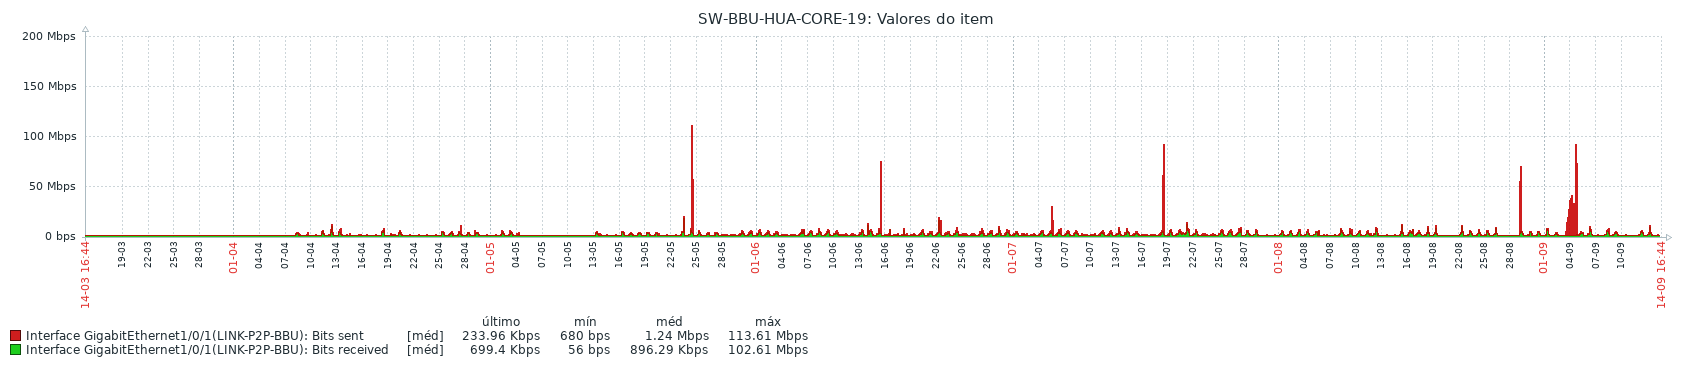 SW-BBU-HUA-CORE-19: Valores do item
200 Mbps
150 Mbps
100 Mbps
50 Mbps
0 bps
14-03 16:44 19-03 22-03 25-03 28-03 01-04 04-04 07-04 10-04 13-04 16-04 19-04 22-04 25-04 28-04 01-05 04-05 07-05 10-05 13-05 16-05 19-05 22-05 25-05 28-05 01-06 04-06 07-06 10-06 13-06 16-06 19-06 22-06 25-06 28-06 01-07 04-07 07-07 10-07 13-07 16-07 19-07 22-07 25-07 28-07 01-08 04-08 07-08 10-08 13-08 16-08 19-08 22-08 25-08 28-08 01-09 04-09 07-09 10-09 14-09 16:44
último mín méd máx
Interface GigabitEthernet1/0/1(LINK-P2P-BBU): Bits sent [méd] 233.96 Kbps 680 bps 1.24 Mbps 113.61 Mbps
Interface GigabitEthernet1/0/1(LINK-P2P-BBU): Bits received [méd] 699.4 Kbps 56 bps 896.29 Kbps 102.61 Mbps